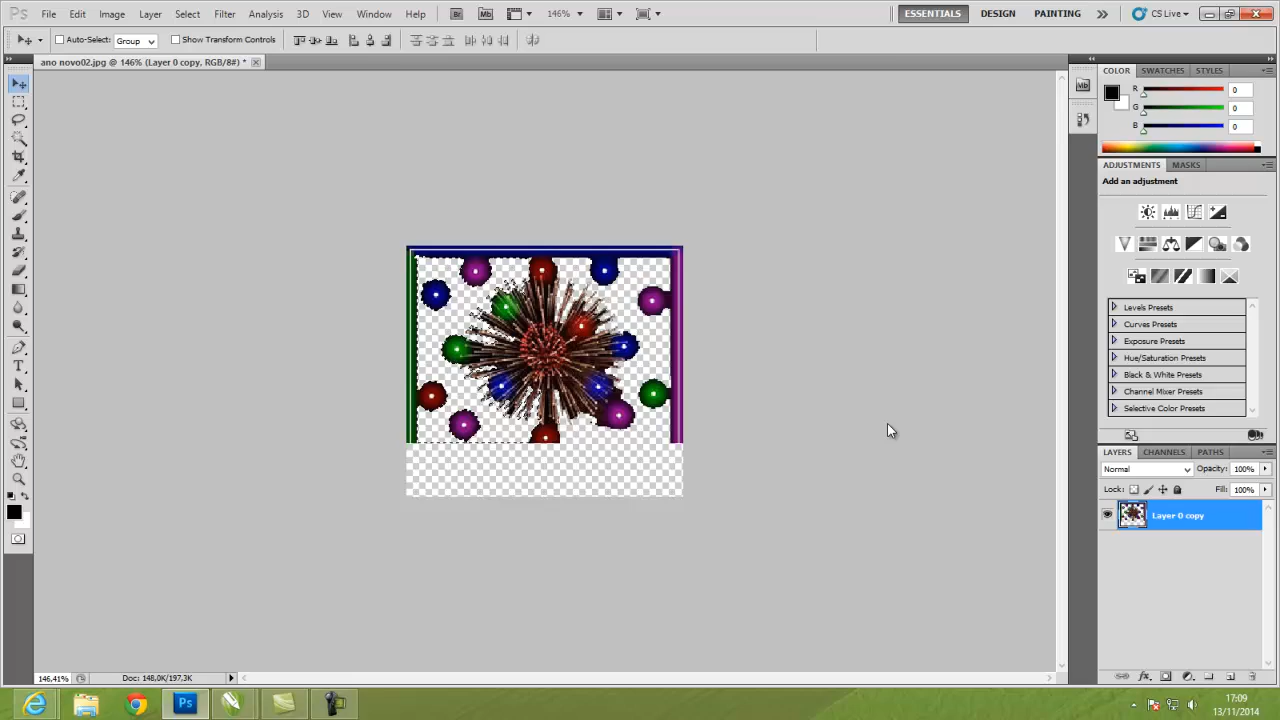 Ps File Edit Image Layer Select Filter Analysis 3D View Window Help Br Mb 146% ESSENTIALS DESIGN PAINTING CS Live
Auto-Select: Group Show Transform Controls
ano novo02.jpg @ 146% (Layer 0 copy, RGB/8#) *
COLOR SWATCHES STYLES
R 0
G 0
B 0
ADJUSTMENTS MASKS
Add an adjustment
Levels Presets
Curves Presets
Exposure Presets
Hue/Saturation Presets
Black & White Presets
Channel Mixer Presets
Selective Color Presets
LAYERS CHANNELS PATHS
Normal Opacity: 100%
Lock: Fill: 100%
Layer 0 copy
146,41% Doc: 148,0K/197,3K
Ps
17:09
13/11/2014